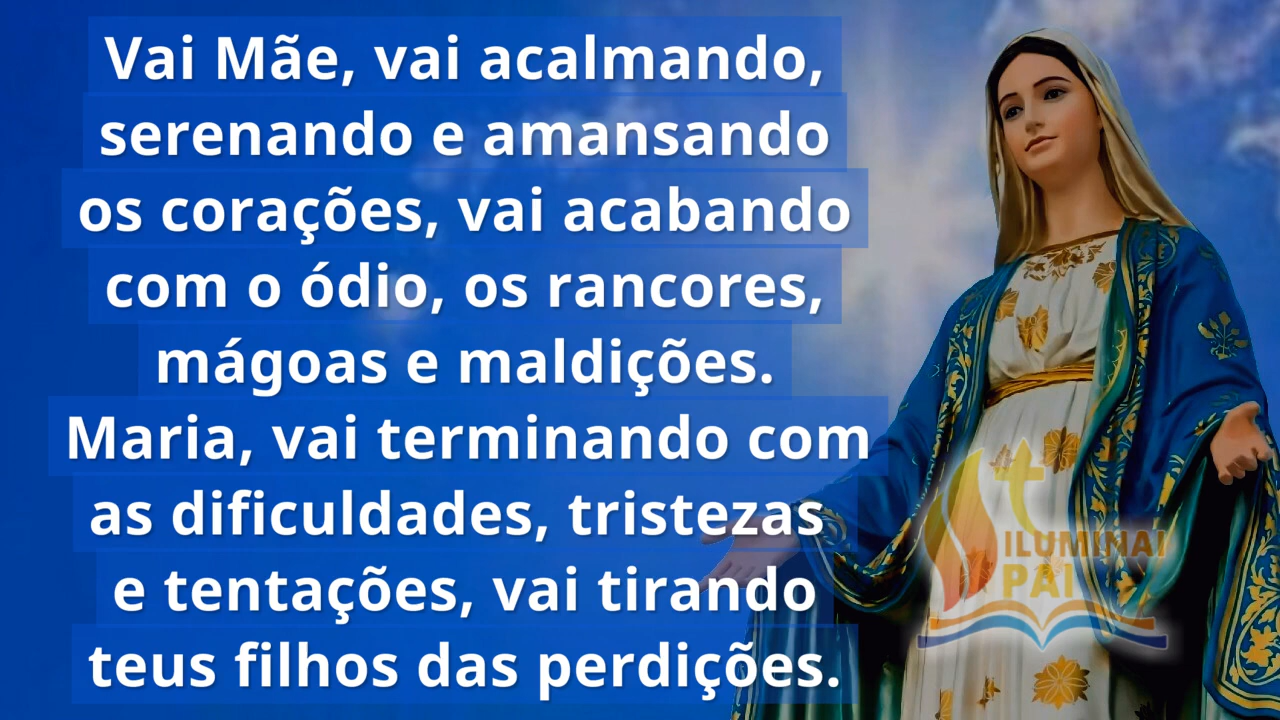 Vai Mãe, vai acalmando,
serenando e amansando
os corações, vai acabando
com o ódio, os rancores,
mágoas e maldições.
Maria, vai terminando com
as dificuldades, tristezas
e tentações, vai tirando
teus filhos das perdições.
ILUMINAI
PAI